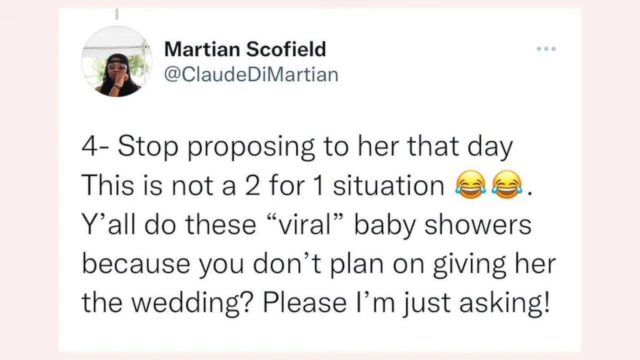 Martian Scofield
@ClaudeDiMartian
4- Stop proposing to her that day
This is not a 2 for 1 situation 😂😂.
Y’all do these “viral” baby showers
because you don’t plan on giving her
the wedding? Please I’m just asking!